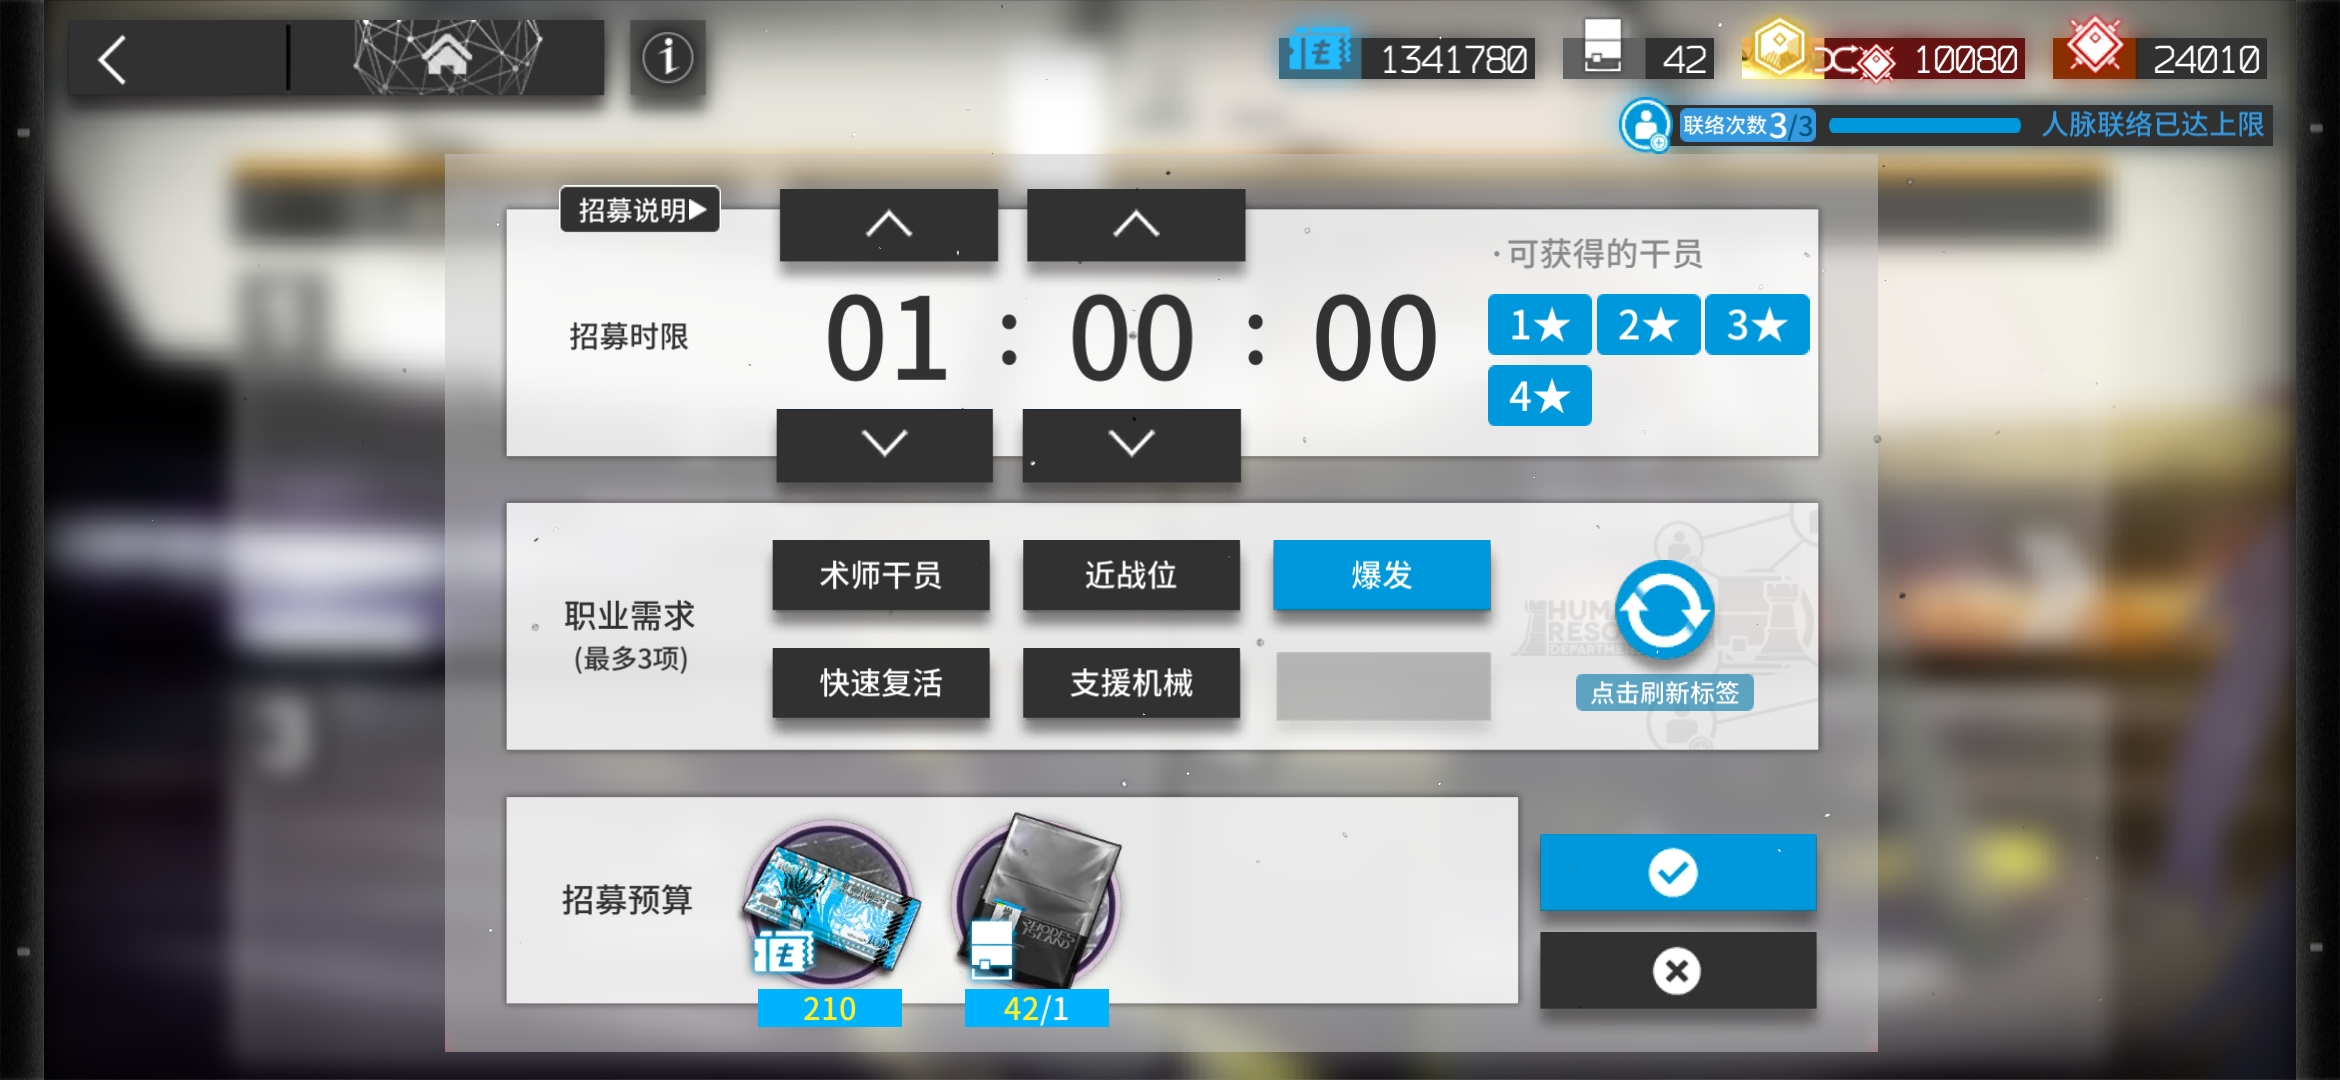 1341780
42
10080
24010
联络次数3/3
人脉联络已达上限
招募说明
·可获得的干员
招募时限
01:00:00
1★ 2★ 3★
4★
术师干员 近战位 爆发
职业需求
(最多3项)
快速复活 支援机械
点击刷新标签
招募预算
RHODES
ISLAND
210
42/1